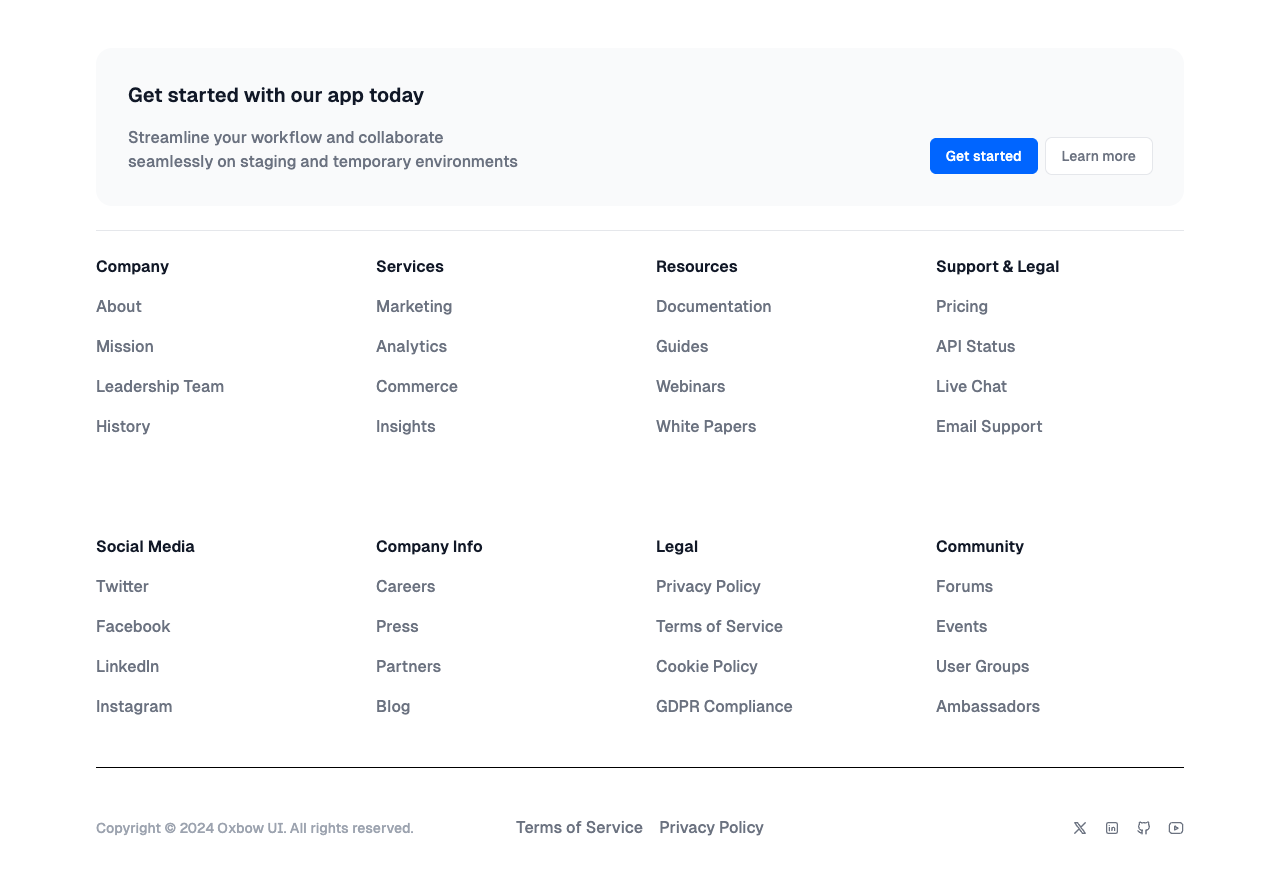 Get started with our app today
Streamline your workflow and collaborate
seamlessly on staging and temporary environments
Get started
Learn more
Company
About
Mission
Leadership Team
History
Services
Marketing
Analytics
Commerce
Insights
Resources
Documentation
Guides
Webinars
White Papers
Support & Legal
Pricing
API Status
Live Chat
Email Support
Social Media
Twitter
Facebook
LinkedIn
Instagram
Company Info
Careers
Press
Partners
Blog
Legal
Privacy Policy
Terms of Service
Cookie Policy
GDPR Compliance
Community
Forums
Events
User Groups
Ambassadors
Copyright © 2024 Oxbow UI. All rights reserved.
Terms of Service
Privacy Policy